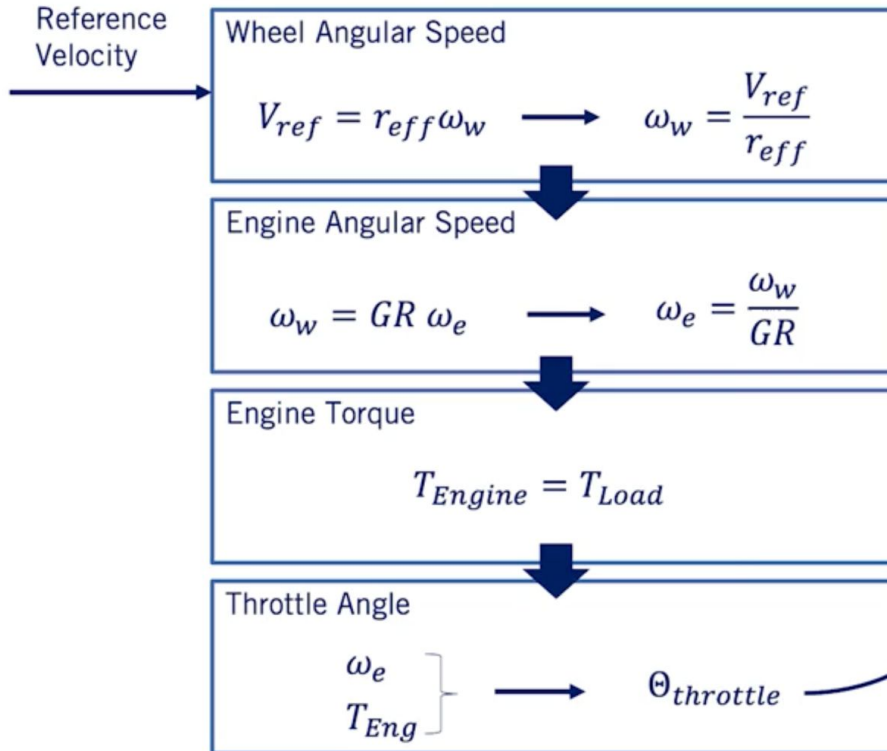 Reference
Velocity
Wheel Angular Speed
V_ref = r_eff ω_w → ω_w = V_ref / r_eff
Engine Angular Speed
ω_w = GR ω_e → ω_e = ω_w / GR
Engine Torque
T_Engine = T_Load
Throttle Angle
ω_e
T_Eng
→ Θ_throttle